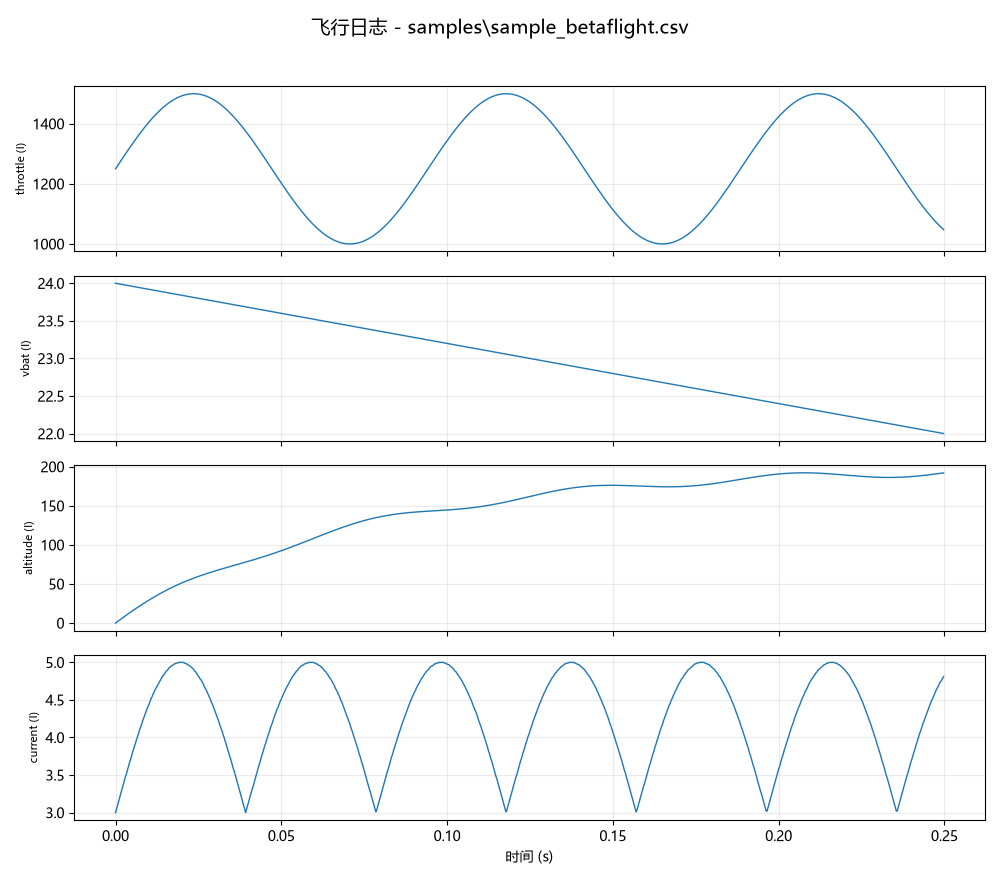 飞行日志 - samples\sample_betaflight.csv
1400
1200
1000
throttle (I)
24.0
23.5
23.0
22.5
22.0
vbat (I)
200
150
100
50
0
altitude (I)
5.0
4.5
4.0
3.5
3.0
current (I)
0.00 0.05 0.10 0.15 0.20 0.25
时间 (s)